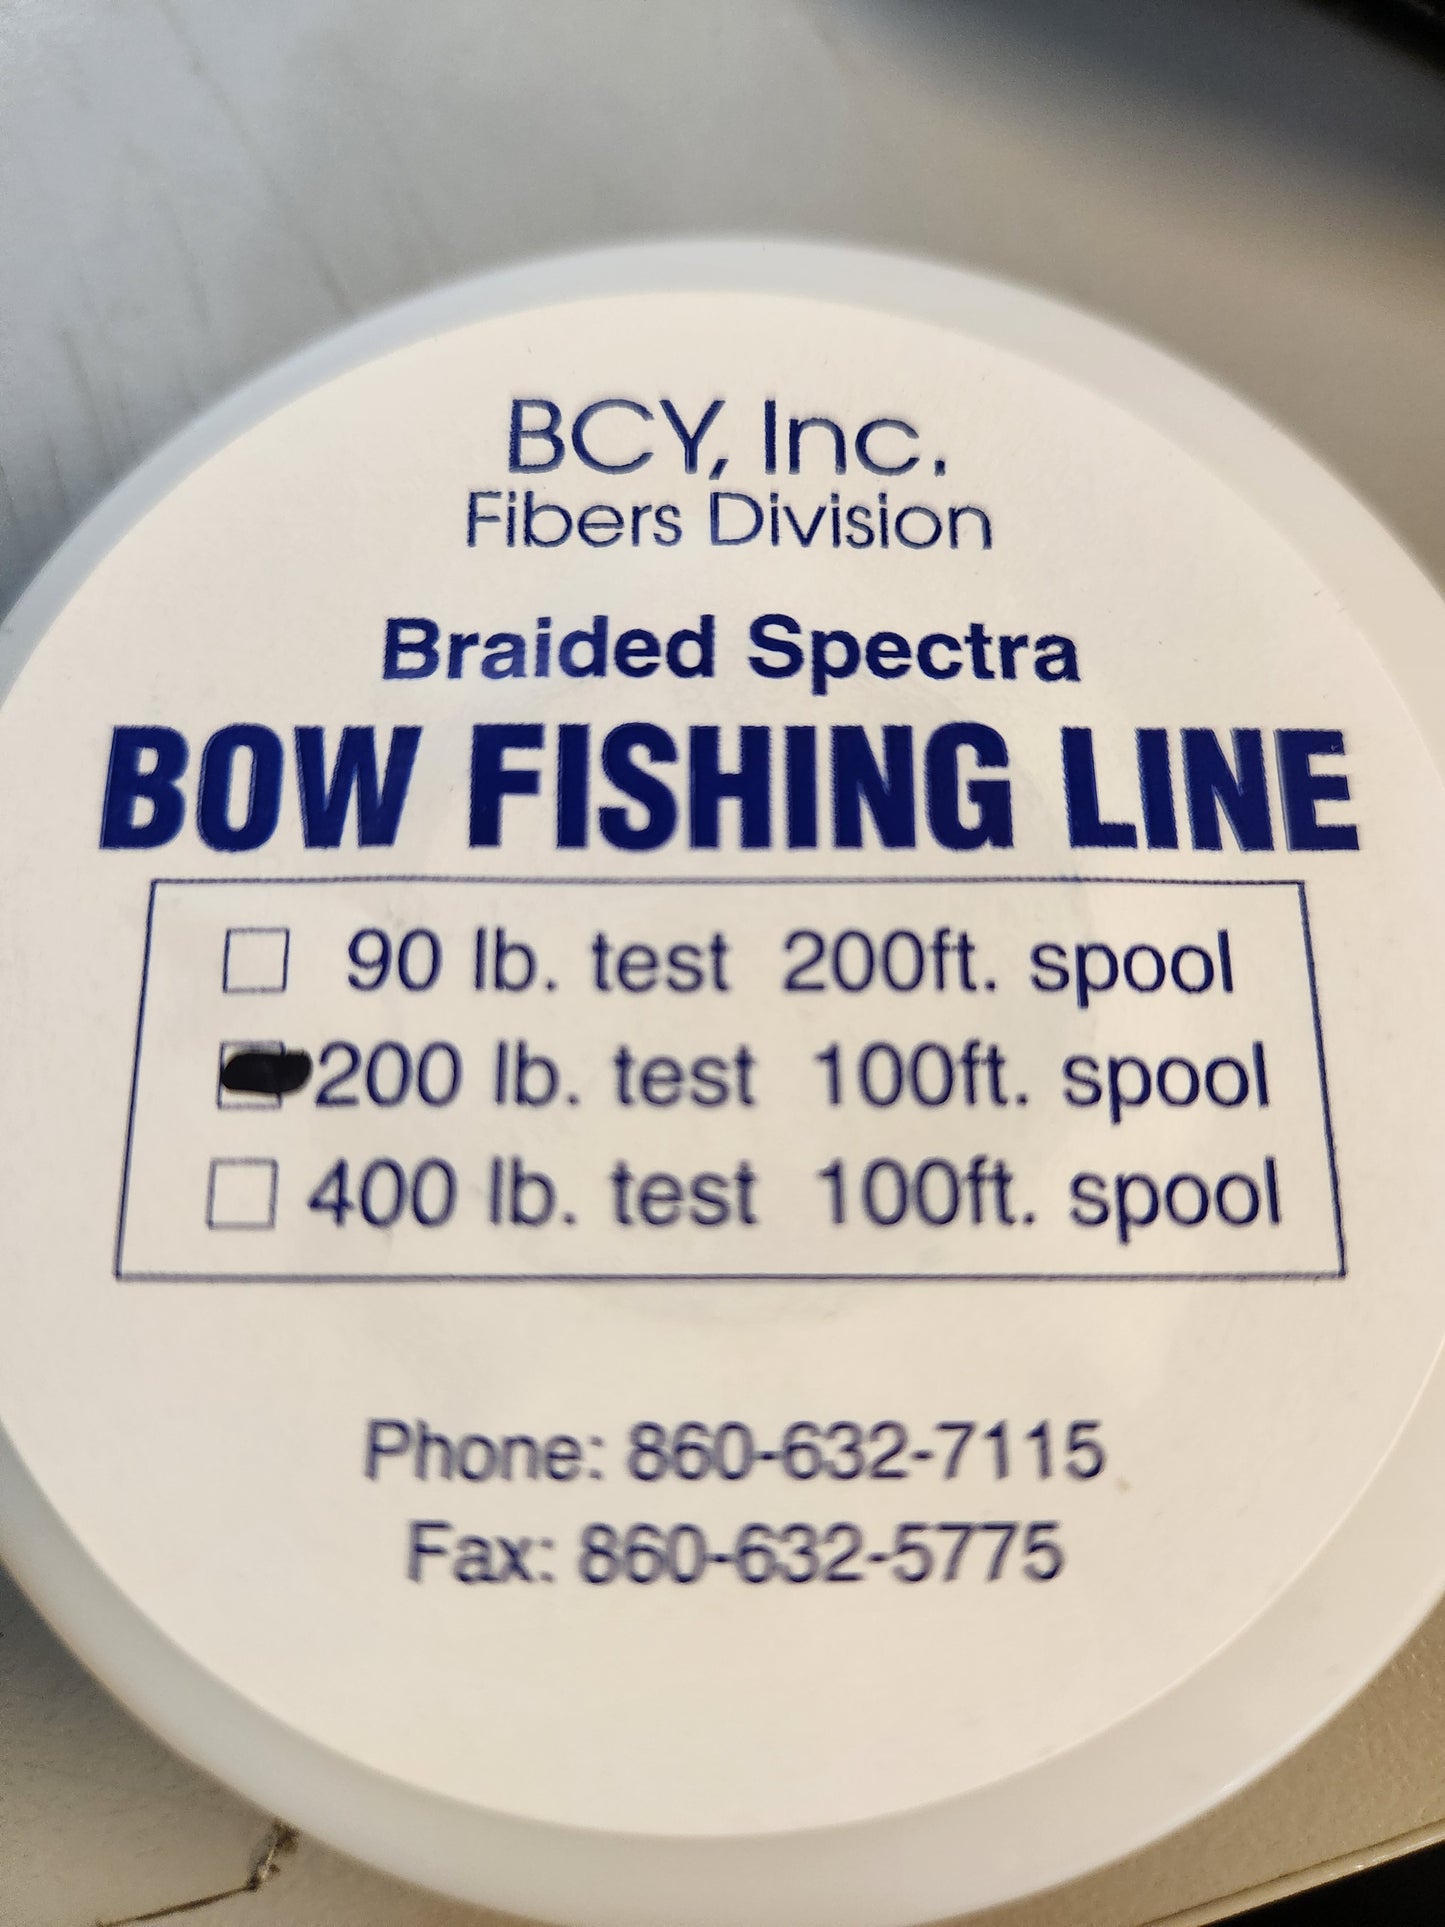 BCY, Inc.
Fibers Division
Braided Spectra
BOW FISHING LINE
90 lb. test 200ft. spool
200 lb. test 100ft. spool
400 lb. test 100ft. spool
Phone: 860-632-7115
Fax: 860-632-5775